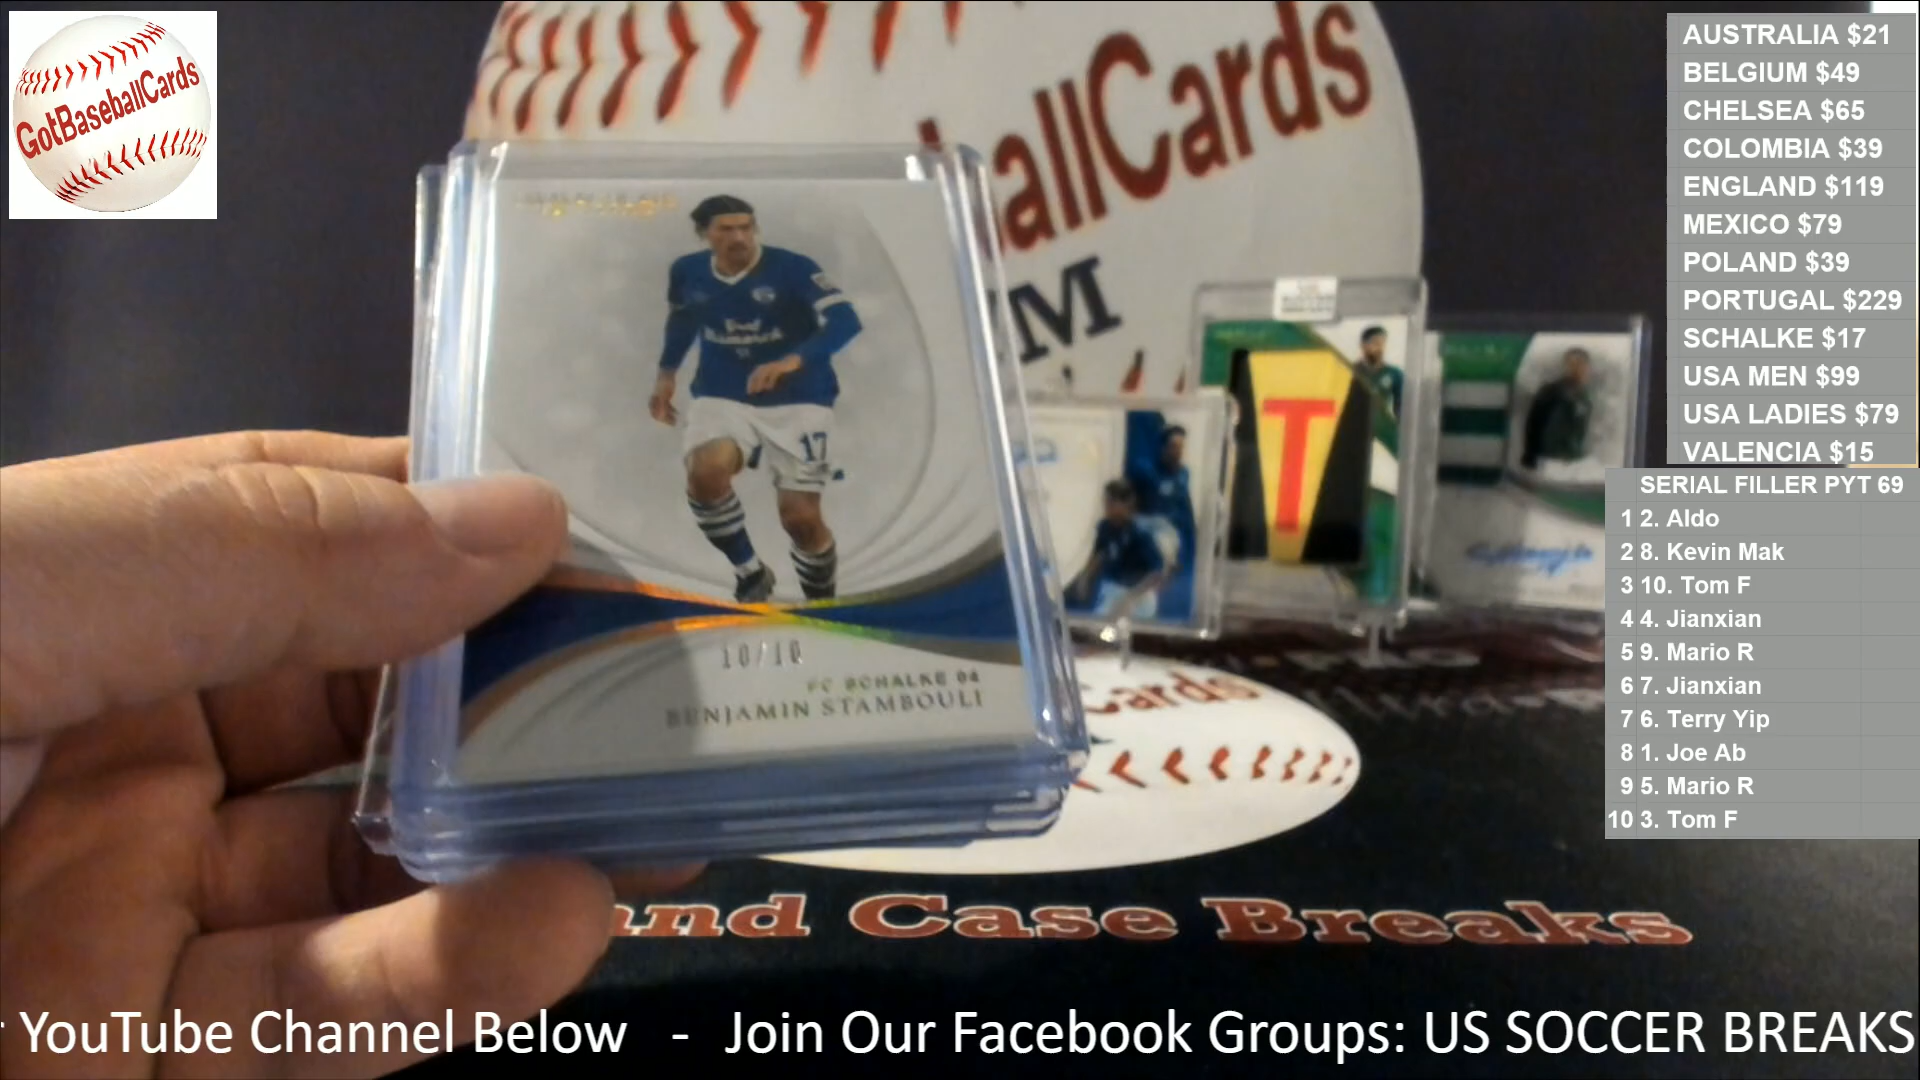 GotBaseballCards
allCards
M
T
17
10/10
FC SCHALKE 04
BENJAMIN STAMBOULI
Cards
and Case Breaks
AUSTRALIA $21
BELGIUM $49
CHELSEA $65
COLOMBIA $39
ENGLAND $119
MEXICO $79
POLAND $39
PORTUGAL $229
SCHALKE $17
USA MEN $99
USA LADIES $79
VALENCIA $15
SERIAL FILLER PYT 69
1 2. Aldo
2 8. Kevin Mak
3 10. Tom F
4 4. Jianxian
5 9. Mario R
6 7. Jianxian
7 6. Terry Yip
8 1. Joe Ab
9 5. Mario R
10 3. Tom F
YouTube Channel Below - Join Our Facebook Groups: US SOCCER BREAKS